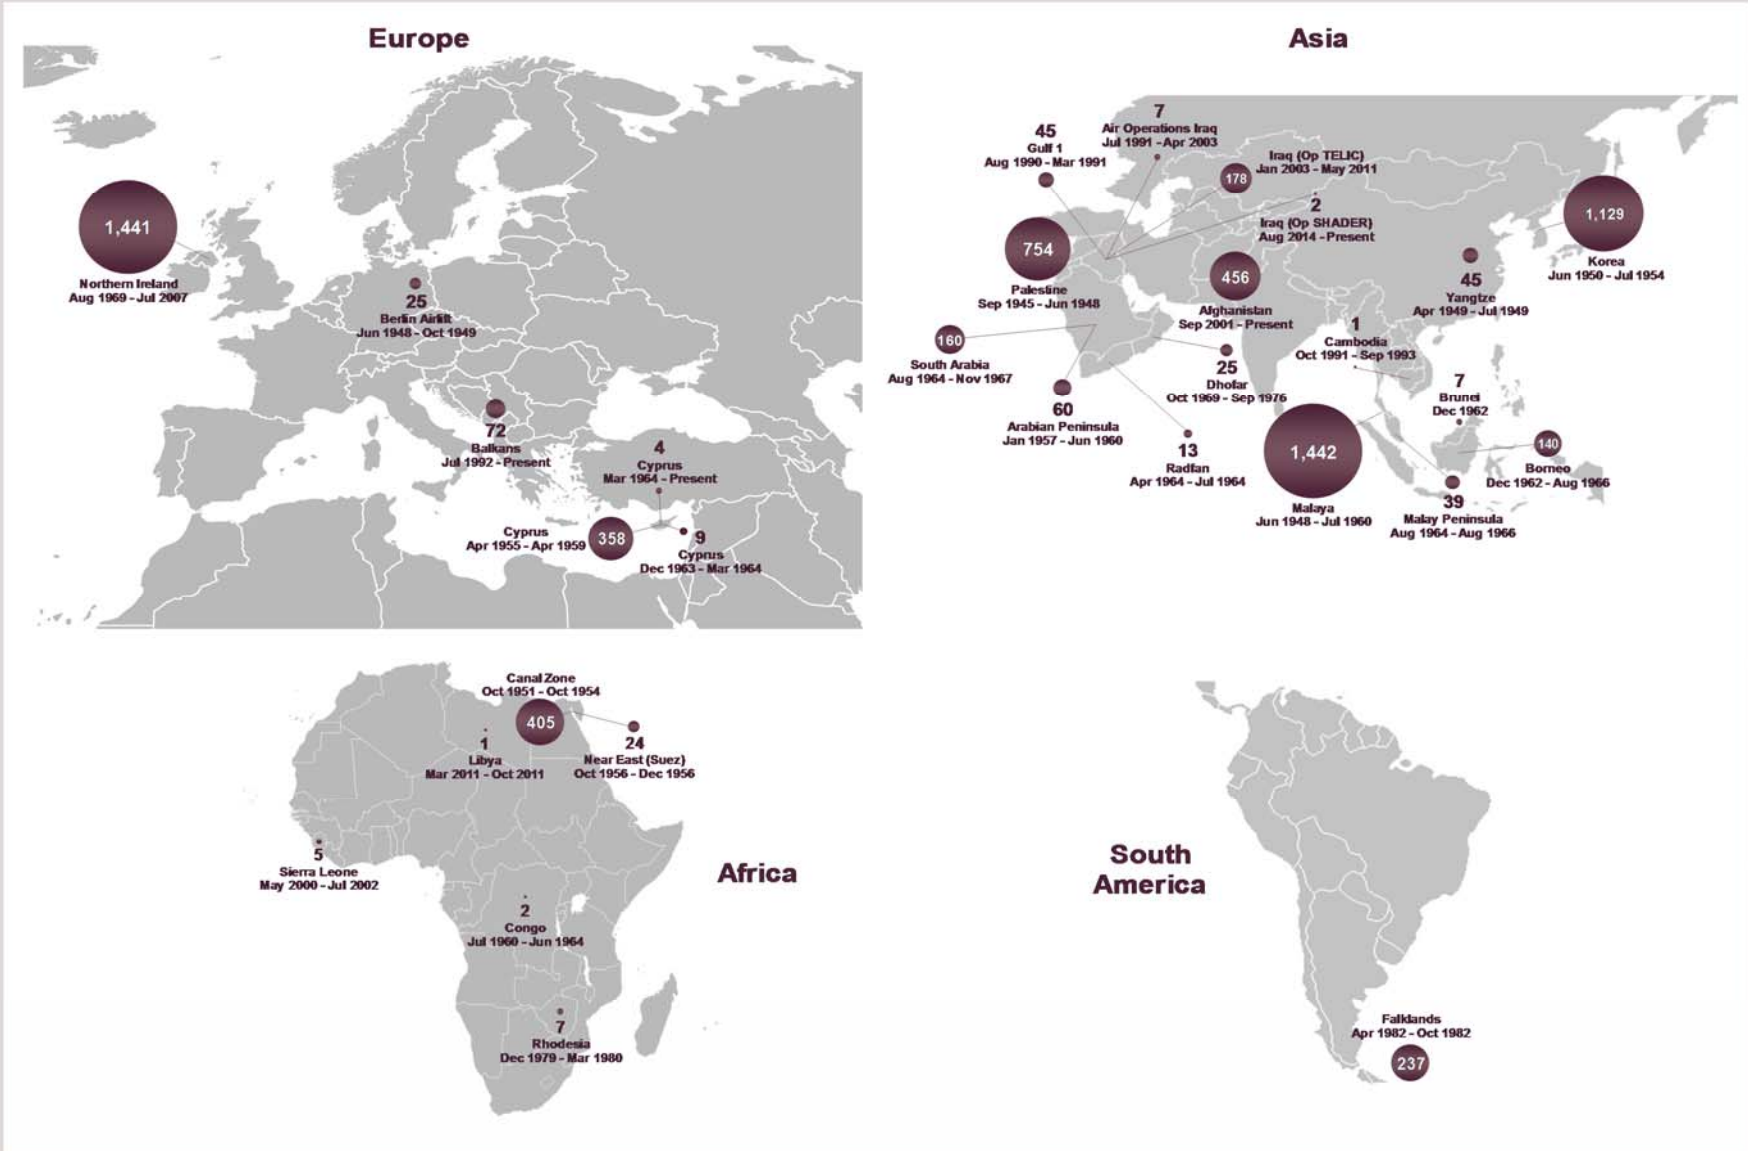 Europe
1,441
Northern Ireland
Aug 1969 - Jul 2007
25
Berlin Airlift
Jun 1948 - Oct 1949
72
Balkans
Jul 1992 - Present
4
Cyprus
Mar 1964 - Present
Cyprus
Apr 1955 - Apr 1959
358
9
Cyprus
Dec 1963 - Mar 1964
Asia
7
Air Operations Iraq
Jul 1991 - Apr 2003
45
Gulf 1
Aug 1990 - Mar 1991
178
Iraq (Op TELIC)
Jan 2003 - May 2011
2
Iraq (Op SHADER)
Aug 2014 - Present
1,129
Korea
Jun 1950 - Jul 1954
754
Palestine
Sep 1945 - Jun 1948
456
Afghanistan
Sep 2001 - Present
45
Yangtze
Apr 1949 - Jul 1949
160
South Arabia
Aug 1964 - Nov 1967
1
Cambodia
Oct 1991 - Sep 1993
25
Dhofar
Oct 1969 - Sep 1976
60
Arabian Peninsula
Jan 1957 - Jun 1960
7
Brunei
Dec 1962
13
Radfan
Apr 1964 - Jul 1964
1,442
Malaya
Jun 1948 - Jul 1960
140
Borneo
Dec 1962 - Aug 1966
39
Malay Peninsula
Aug 1964 - Aug 1966
Canal Zone
Oct 1951 - Oct 1954
405
1
Libya
Mar 2011 - Oct 2011
24
Near East (Suez)
Oct 1956 - Dec 1956
5
Sierra Leone
May 2000 - Jul 2002
Africa
2
Congo
Jul 1960 - Jun 1964
7
Rhodesia
Dec 1979 - Mar 1980
South
America
Falklands
Apr 1982 - Oct 1982
237